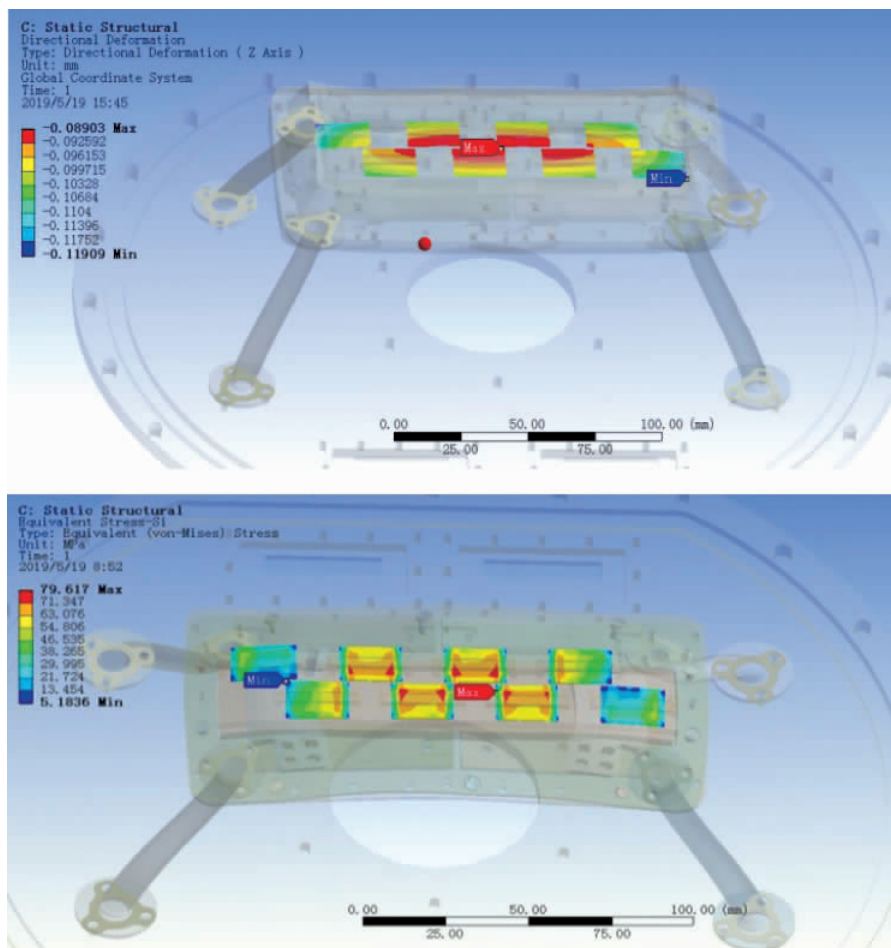 C: Static Structural
Directional Deformation
Type: Directional Deformation ( Z Axis )
Unit: mm
Global Coordinate System
Time: 1
2019/5/19 15:45
-0.08903 Max
-0.092592
-0.096153
-0.099715
-0.10328
-0.10684
-0.1104
-0.11396
-0.11752
-0.11909 Min
Max
Min
0.00 50.00 100.00 (mm)
25.00 75.00
C: Static Structural
Equivalent Stress-Si
Type: Equivalent (von-Mises) Stress
Unit: MPa
Time: 1
2019/5/19 8:52
79.617 Max
71.347
63.076
54.806
46.535
38.265
29.995
21.724
13.454
5.1836 Min
Min
Max
0.00 50.00 100.00 (mm)
25.00 75.00